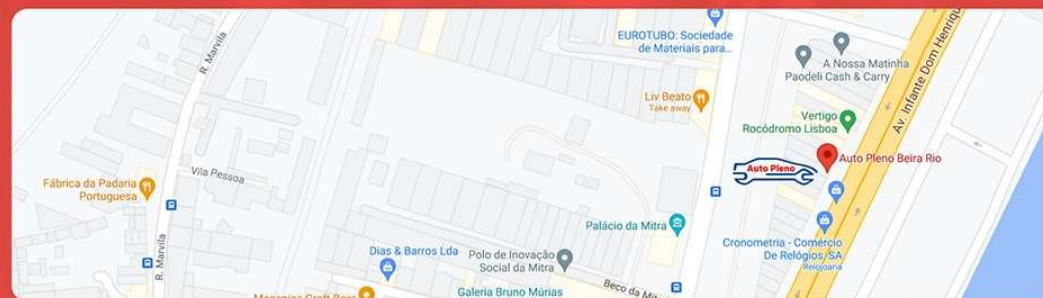 EUROTUBO: Sociedade
de Materiais para...
A Nossa Matinha
Paodeli Cash & Carry
Av. Infante Dom Henriqu
R. Marvila
Liv Beato
Take away
Vertigo
Rocódromo Lisboa
Auto Pleno Beira Rio
Auto Pleno
Vila Pessoa
Fábrica da Padaria
Portuguesa
Palácio da Mitra
Cronometria - Comércio
De Relógios, SA
Relojoaria
R. Marvila
Dias & Barros Lda
Polo de Inovação
Social da Mitra
Galeria Bruno Múrias
Beco da Mit